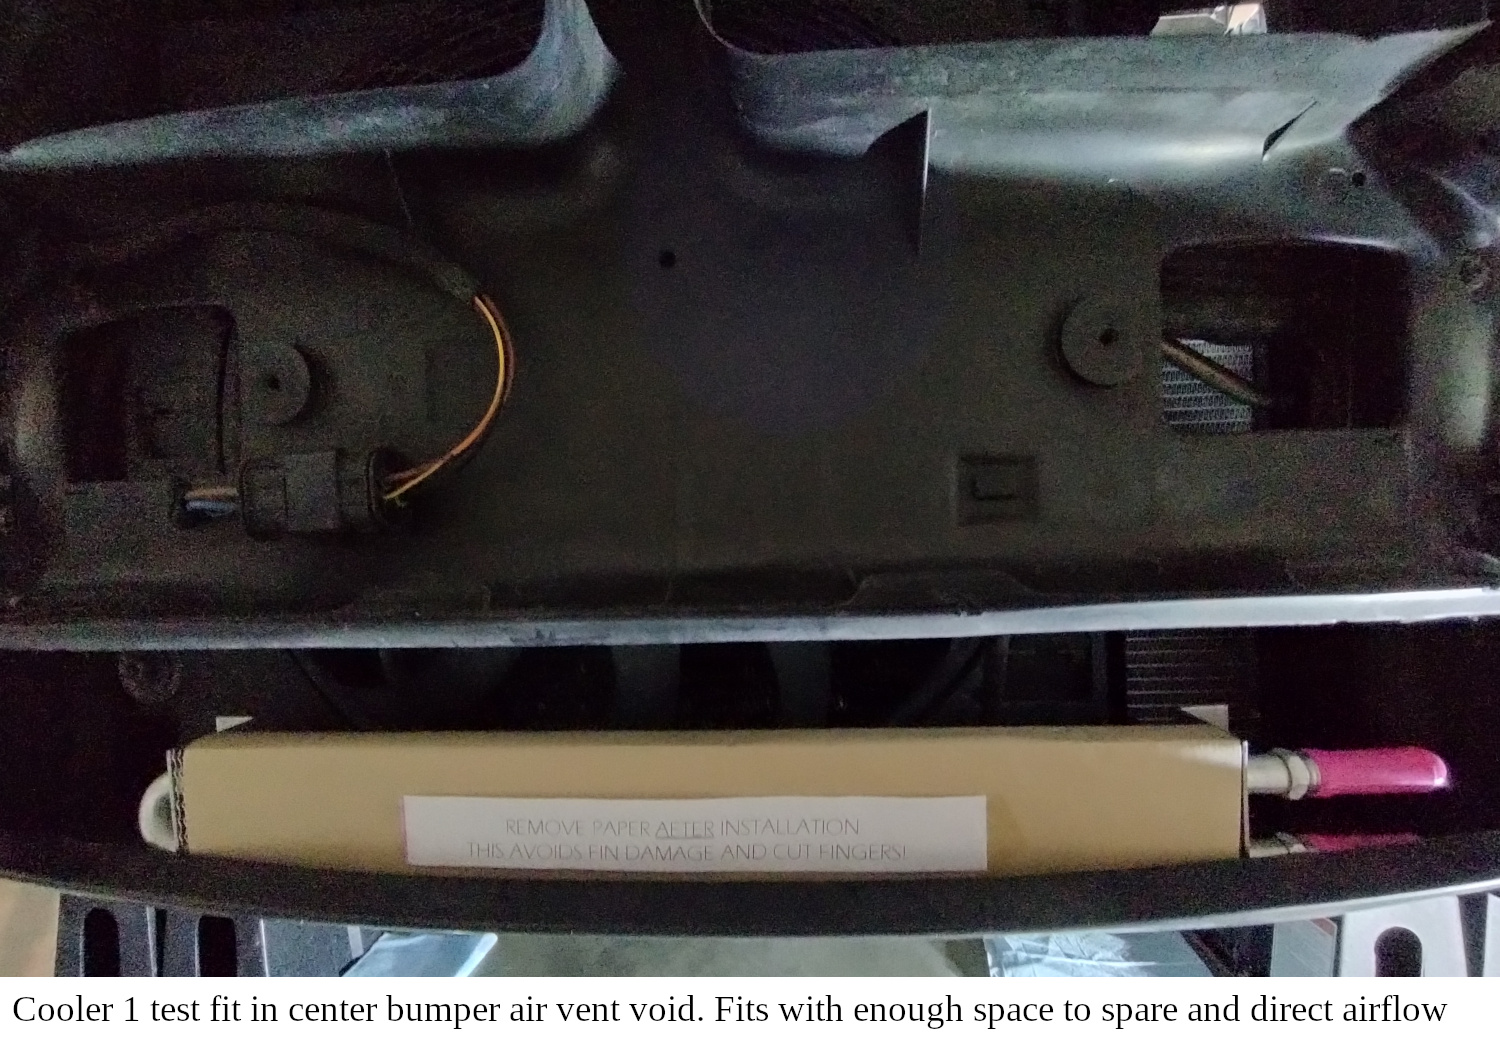 REMOVE PAPER AFTER INSTALLATION
THIS AVOIDS FIN DAMAGE AND CUT FINGERS!
Cooler 1 test fit in center bumper air vent void. Fits with enough space to spare and direct airflow